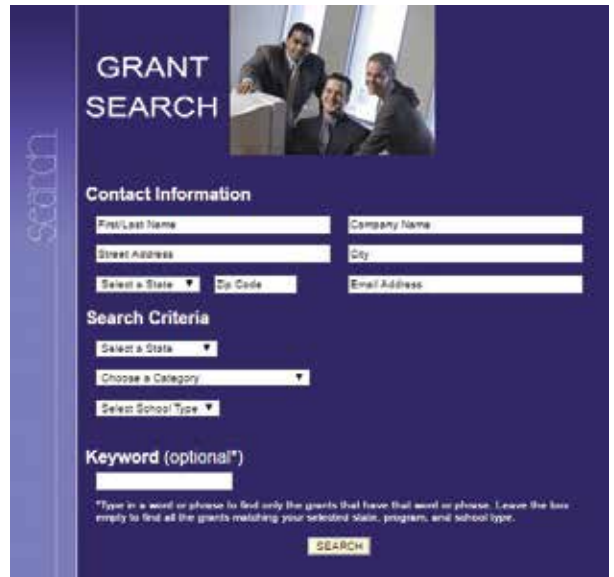 GRANT
SEARCH
search
Contact Information
First/Last Name Company Name
Street Address City
Select a State Zip Code Email Address
Search Criteria
Select a State
Choose a Category
Select School Type
Keyword (optional*)
*Type in a word or phrase to find only the grants that have that word or phrase. Leave the box
empty to find all the grants matching your selected state, program, and school type.
SEARCH